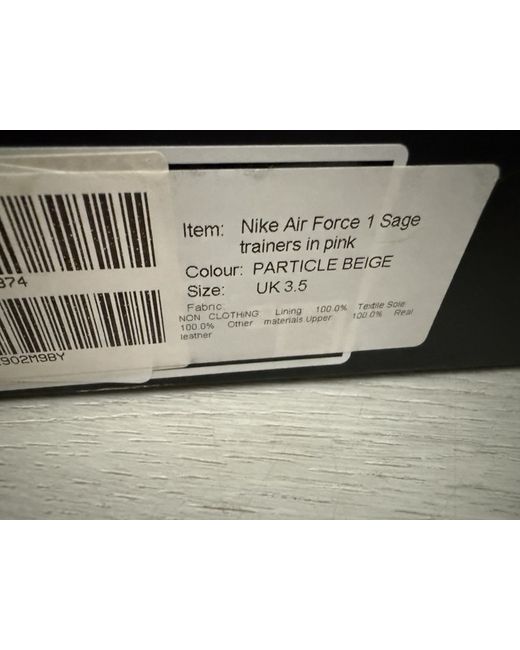 Item: Nike Air Force 1 Sage
trainers in pink
Colour: PARTICLE BEIGE
Size: UK 3.5
Fabric:
NON CLOTHING Lining 100.0% Textile Sole
100.0% Other materials Upper 100.0% Real
leather
374
902M9BY